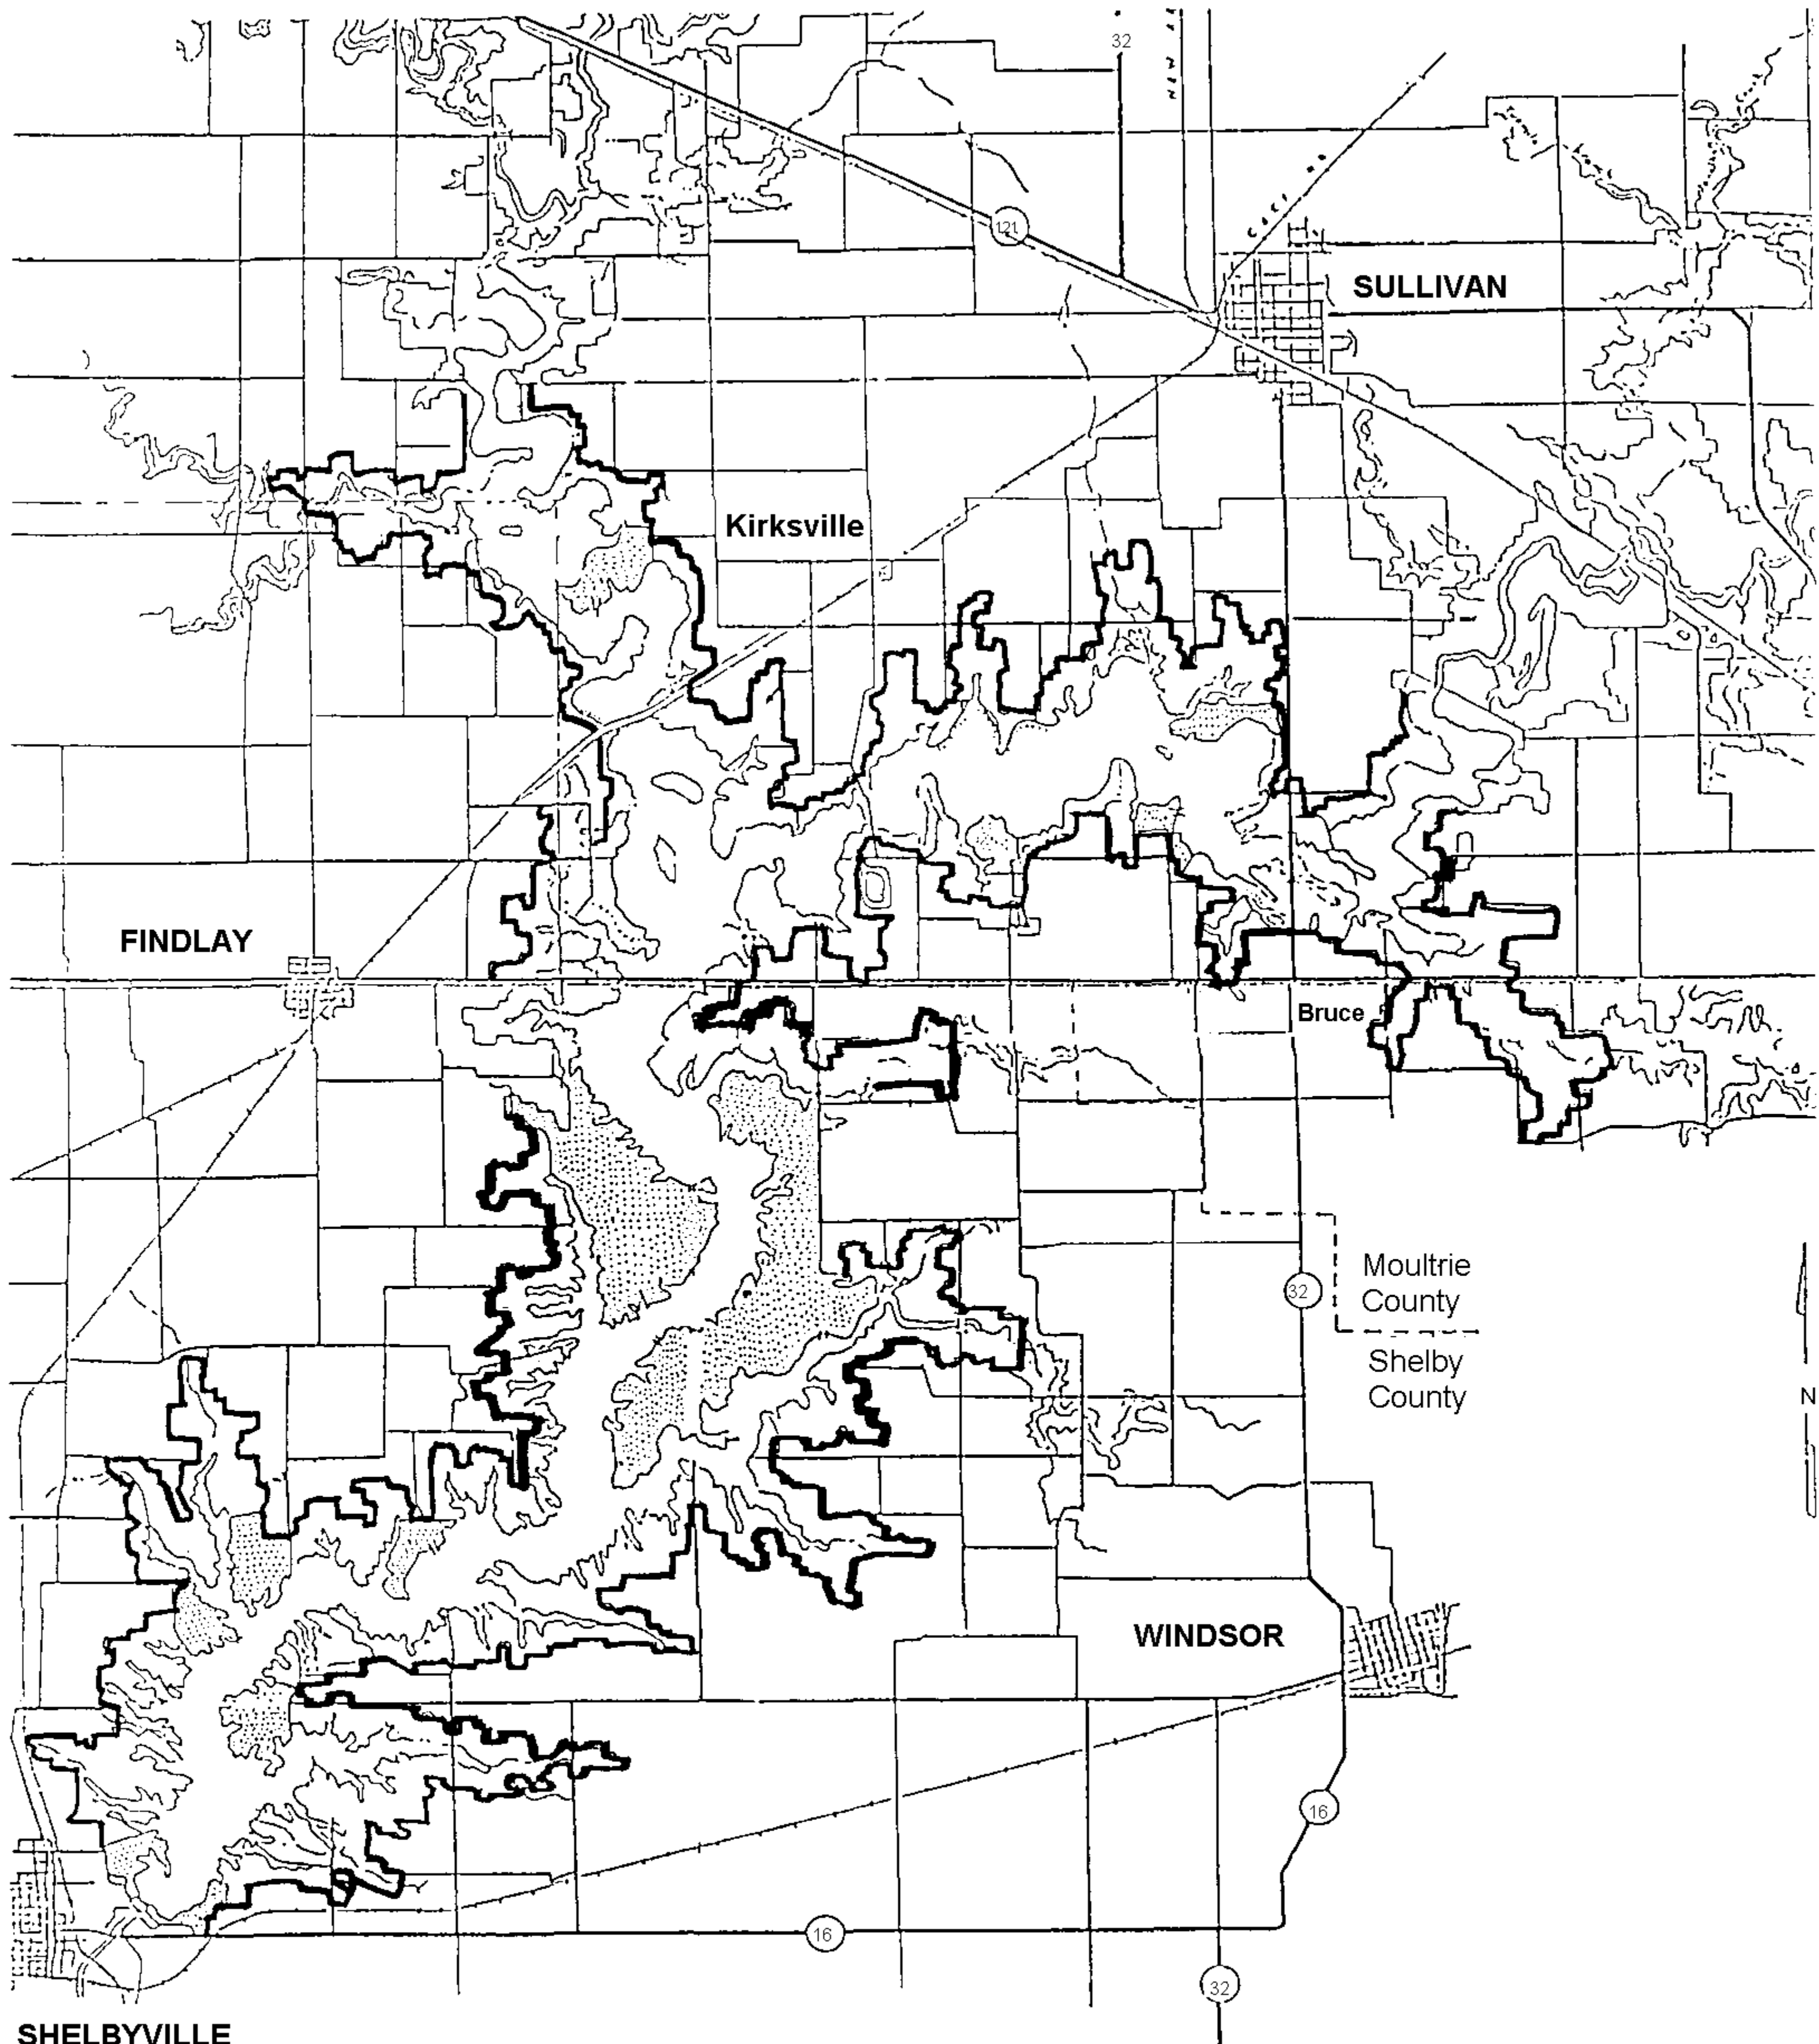 32
121
SULLIVAN
Kirksville
FINDLAY
Bruce
Moultrie
County
32
Shelby
County
N
WINDSOR
16
16
32
SHELBYVILLE